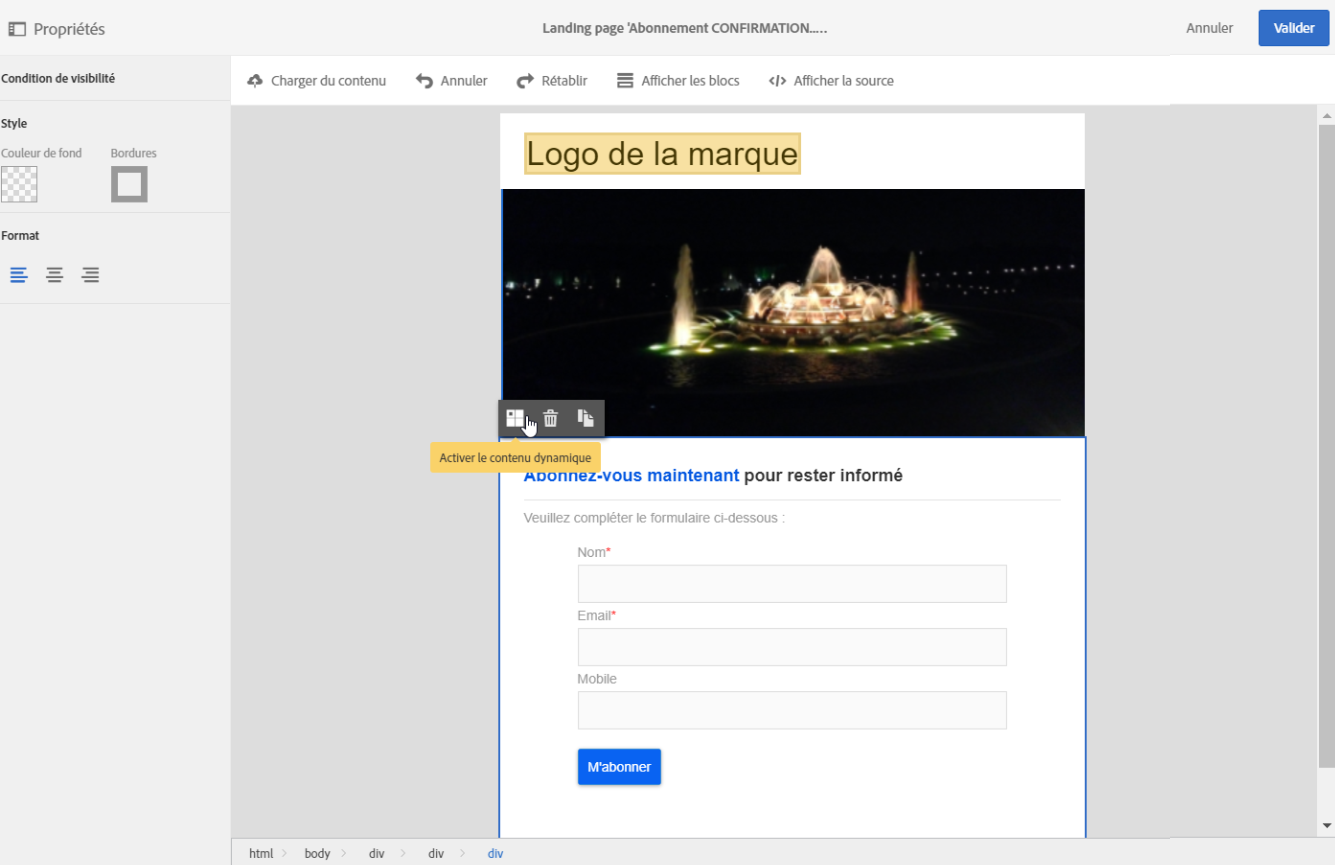 Propriétés
Landing page 'Abonnement CONFIRMATION.....
Annuler
Valider
Condition de visibilité
Charger du contenu
Annuler
Rétablir
Afficher les blocs
</> Afficher la source
Style
Couleur de fond
Bordures
Format
Logo de la marque
Activer le contenu dynamique
Abonnez-vous maintenant pour rester informé
Veuillez compléter le formulaire ci-dessous :
Nom*
Email*
Mobile
M'abonner
html > body > div > div > div